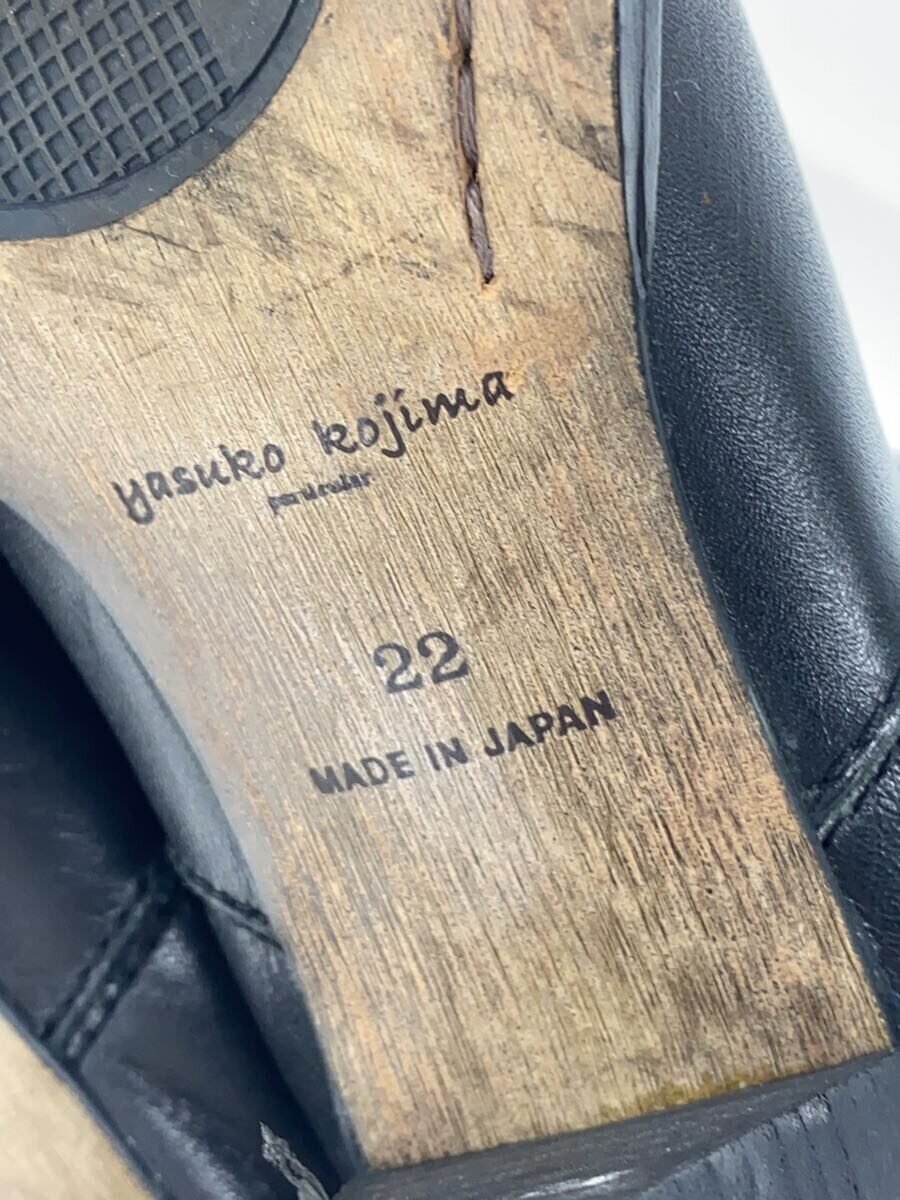 yasuko kojima
particular
22
MADE IN JAPAN